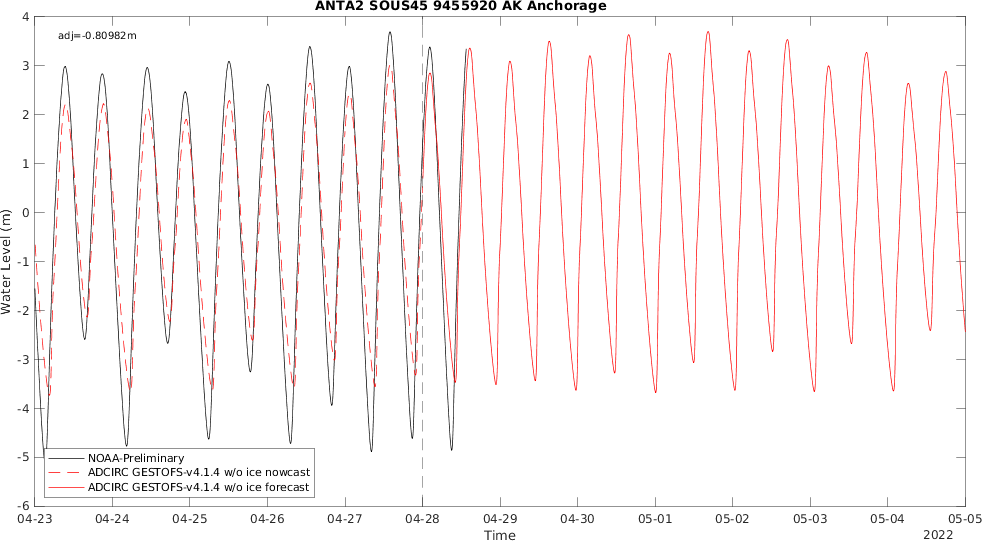 ANTA2 SOUS45 9455920 AK Anchorage
adj=-0.80982m
4
3
2
1
0
-1
-2
-3
-4
-5
-6
Water Level (m)
NOAA-Preliminary
ADCIRC GESTOFS-v4.1.4 w/o ice nowcast
ADCIRC GESTOFS-v4.1.4 w/o ice forecast
04-23 04-24 04-25 04-26 04-27 04-28 04-29 04-30 05-01 05-02 05-03 05-04 05-05
Time
2022